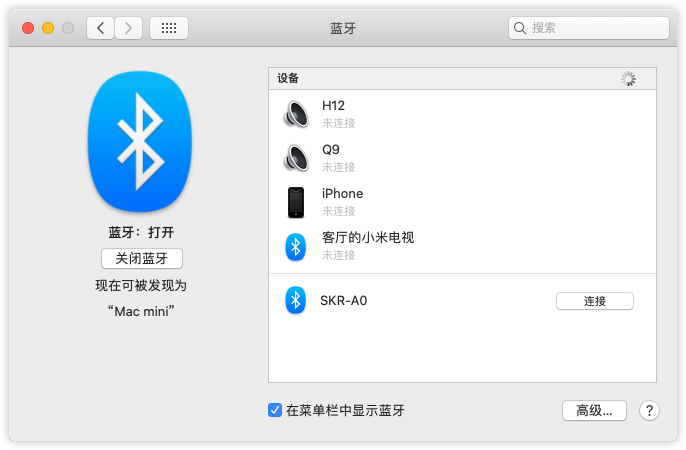 蓝牙
搜索
蓝牙：打开
关闭蓝牙
现在可被发现为
“Mac mini”
设备
H12
未连接
Q9
未连接
iPhone
未连接
客厅的小米电视
未连接
SKR-A0
连接
在菜单栏中显示蓝牙
高级...
?